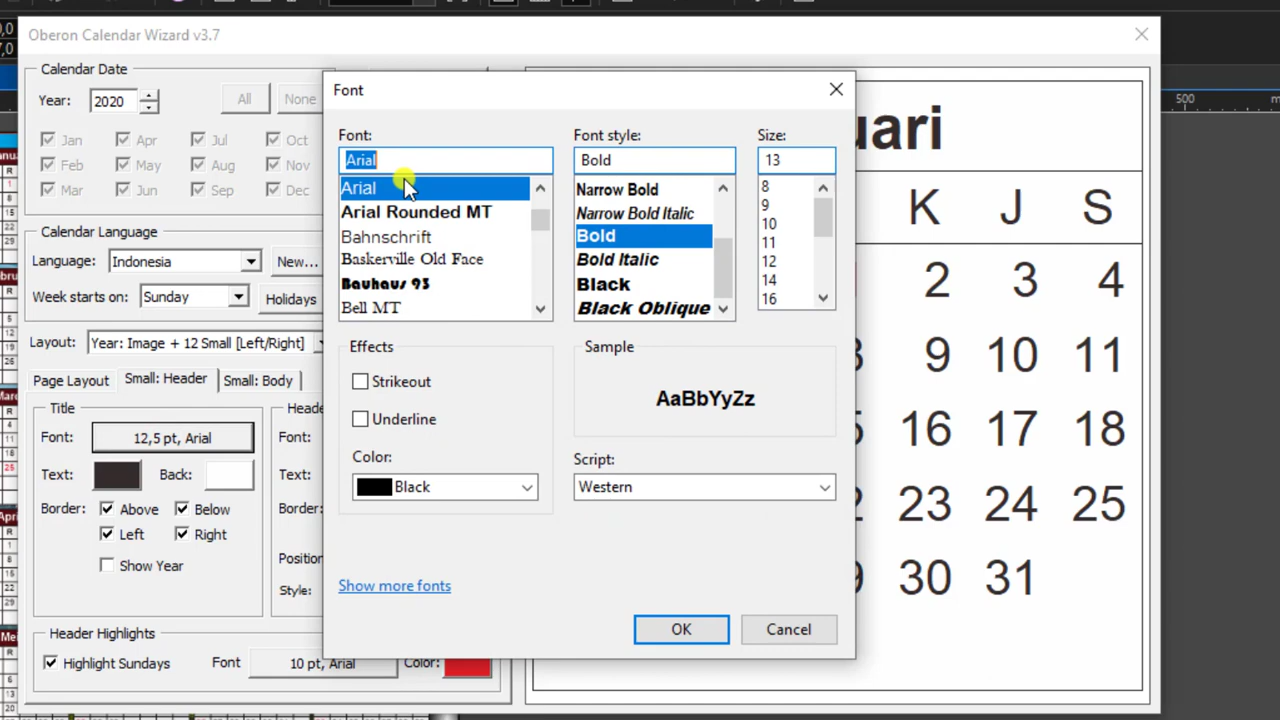 Oberon Calendar Wizard v3.7
Calendar Date
Year: 2020 All None
Jan Apr Jul Oct
Feb May Aug Nov
Mar Jun Sep Dec
Calendar Language
Language: Indonesia New...
Week starts on: Sunday Holidays
Layout: Year: Image + 12 Small [Left/Right]
Page Layout Small: Header Small: Body
Title
Font: 12,5 pt, Arial
Text: Back:
Border: Above Below
Left Right
Show Year
Heade
Font:
Text:
Border:
Position
Style:
Header Highlights
Highlight Sundays Font 10 pt, Arial Color:
Font
Font:
Arial
Arial
Arial Rounded MT
Bahnschrift
Baskerville Old Face
Bauhaus 93
Bell MT
Font style:
Bold
Narrow Bold
Narrow Bold Italic
Bold
Bold Italic
Black
Black Oblique
Size:
13
8
9
10
11
12
14
16
Effects
Strikeout
Underline
Color:
Black
Sample
AaBbYyZz
Script:
Western
Show more fonts
OK Cancel
uari
K J S
2 3 4
9 10 11
16 17 18
23 24 25
30 31
500